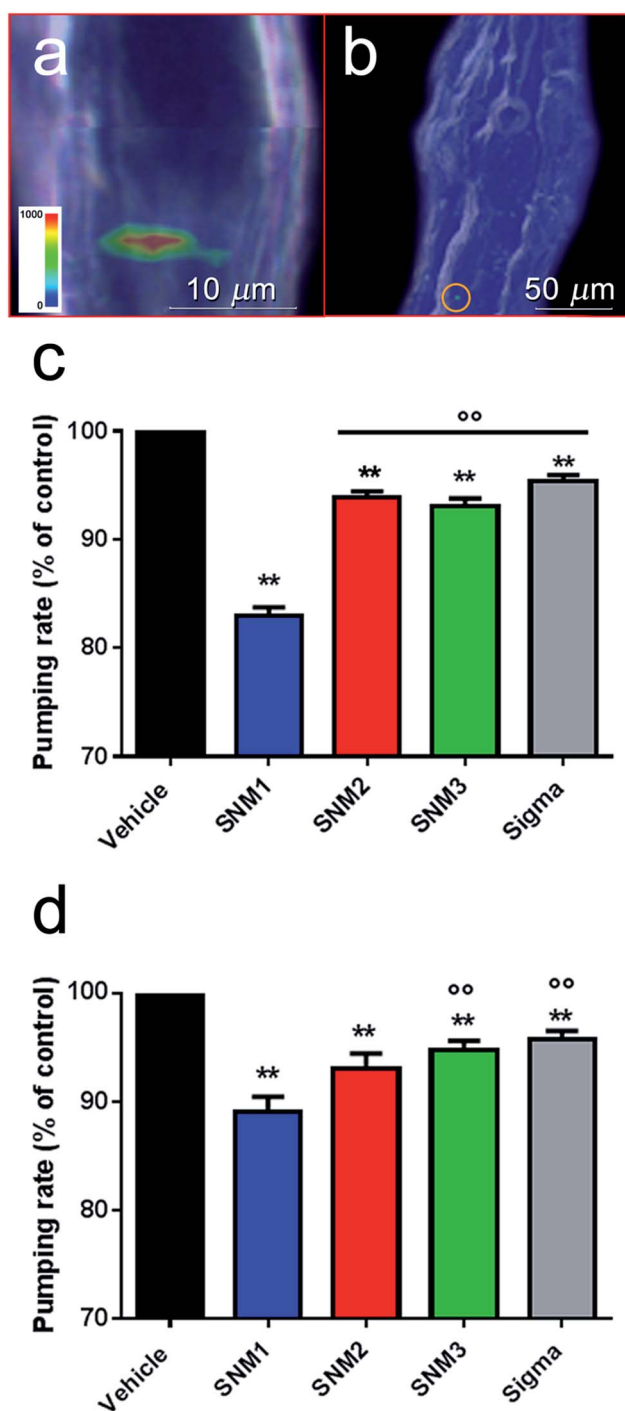 a
1000
0
10 μm
b
50 μm
c
Pumping rate (% of control)
100
90
80
70
**
**
**
**
°°
Vehicle
SNM1
SNM2
SNM3
Sigma
d
Pumping rate (% of control)
100
90
80
70
**
**
°°
**
°°
**
Vehicle
SNM1
SNM2
SNM3
Sigma